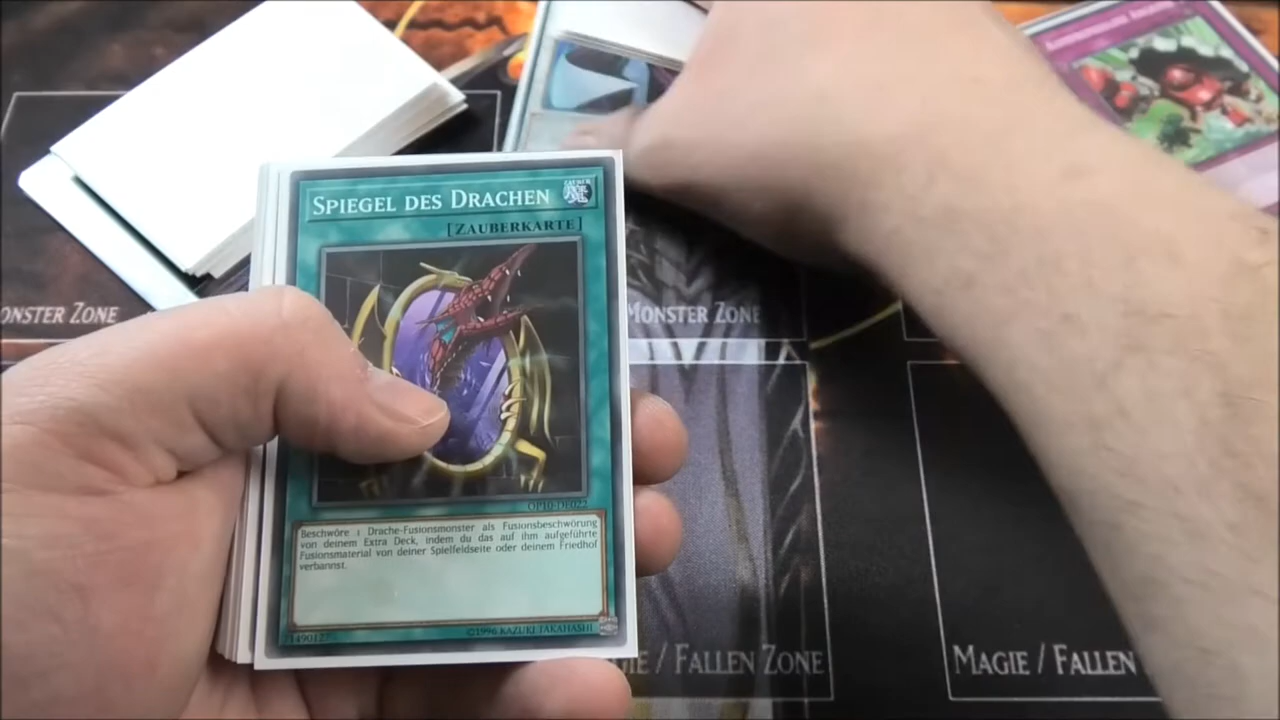 SPIEGEL DES DRACHEN
ZAUBER
[ZAUBERKARTE]
OP10-DE022
Beschwöre 1 Drache-Fusionsmonster als Fusionsbeschwörung
von deinem Extra Deck, indem du das auf ihm aufgeführte
Fusionsmaterial von deiner Spielfeldseite oder deinem Friedhof
verbannst.
©1996 KAZUKI TAKAHASHI
ONSTER ZONE
MONSTER ZONE
/ FALLEN ZONE
MAGIE / FALLEN